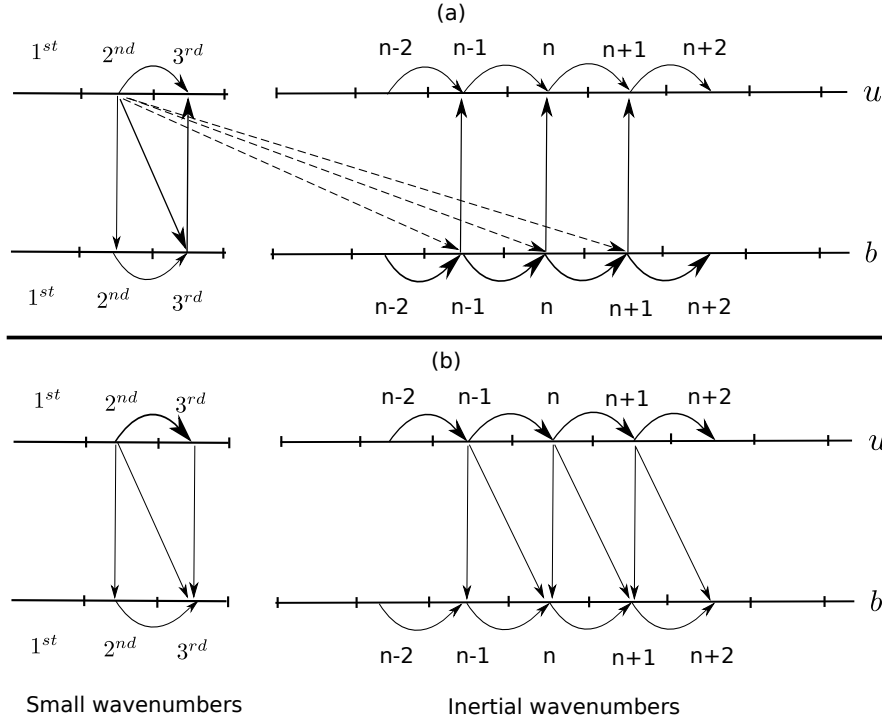 (a)
1st 2nd 3rd n-2 n-1 n n+1 n+2
u
b
1st 2nd 3rd n-2 n-1 n n+1 n+2
(b)
1st 2nd 3rd n-2 n-1 n n+1 n+2
u
b
1st 2nd 3rd n-2 n-1 n n+1 n+2
Small wavenumbers Inertial wavenumbers